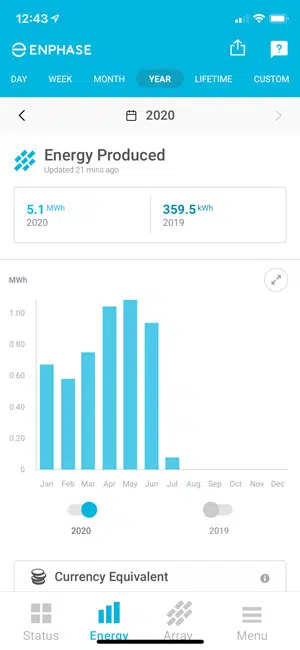 12:43
ENPHASE
?
DAY WEEK MONTH YEAR LIFETIME CUSTOM
2020
Energy Produced
Updated 21 mins ago
5.1 MWh 359.5 kWh
2020 2019
MWh
1.00
0.80
0.60
0.40
0.20
0
Jan Feb Mar Apr May Jun Jul Aug Sep Oct Nov Dec
2020 2019
Currency Equivalent
Status Energy Array Menu